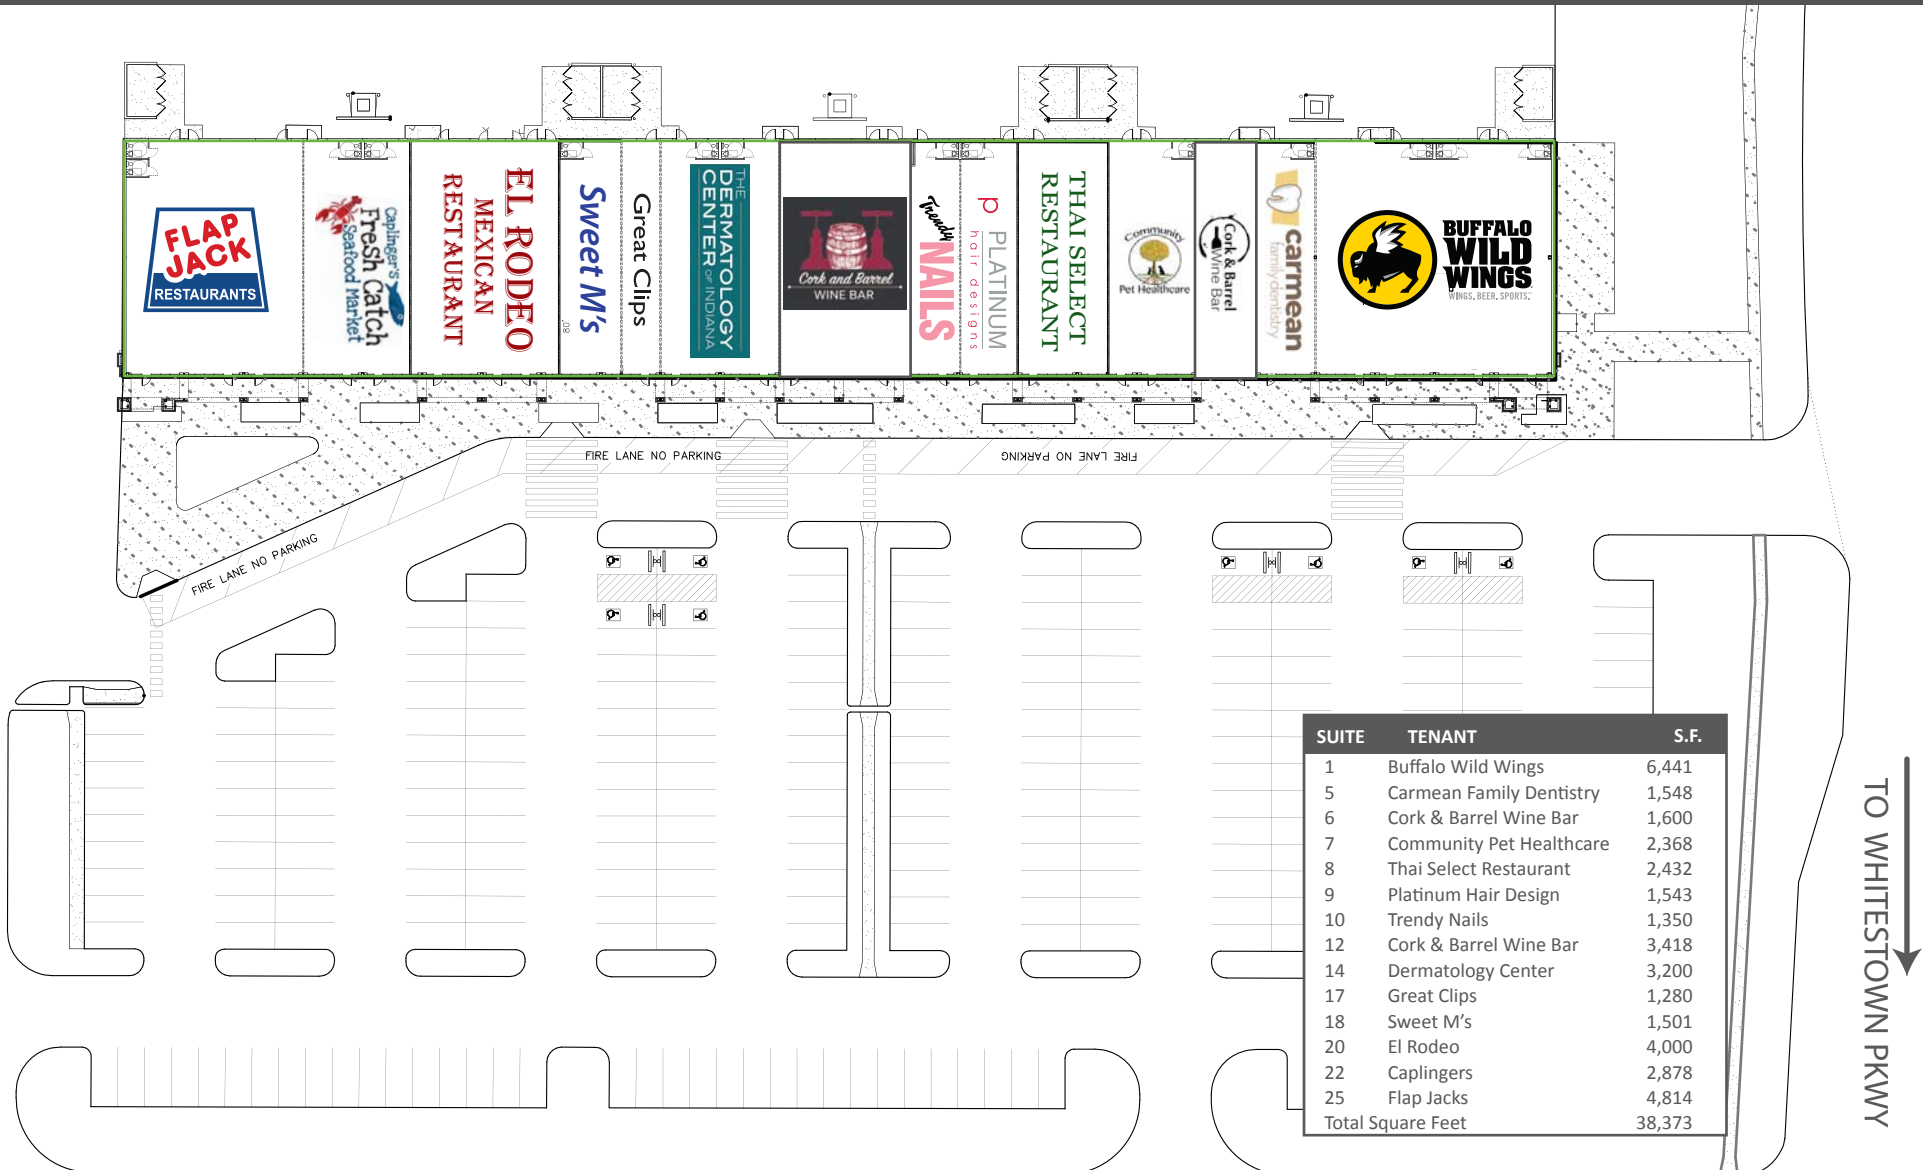 FLAP
JACK
RESTAURANTS
Caplinger's
Fresh Catch
Seafood Market
EL RODEO
MEXICAN
RESTAURANT
Sweet M's
80'
Great Clips
THE
DERMATOLOGY
CENTER OF INDIANA
Cork and Barrel
WINE BAR
Trendy
NAILS
p
PLATINUM
hair designs
THAI SELECT
RESTAURANT
Community
Pet Healthcare
Cork & Barrel
Wine Bar
carmean
family dentistry
BUFFALO
WILD
WINGS
WINGS. BEER. SPORTS.
FIRE LANE NO PARKING
FIRE LANE NO PARKING
FIRE LANE NO PARKING
SUITE TENANT S.F.
1 Buffalo Wild Wings 6,441
5 Carmean Family Dentistry 1,548
6 Cork & Barrel Wine Bar 1,600
7 Community Pet Healthcare 2,368
8 Thai Select Restaurant 2,432
9 Platinum Hair Design 1,543
10 Trendy Nails 1,350
12 Cork & Barrel Wine Bar 3,418
14 Dermatology Center 3,200
17 Great Clips 1,280
18 Sweet M's 1,501
20 El Rodeo 4,000
22 Caplingers 2,878
25 Flap Jacks 4,814
Total Square Feet 38,373
TO WHITESTOWN PKWY